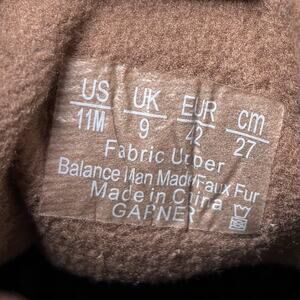 US UK EUR cm
11M 9 42 27
Fabric Upper
Balance Man Made/Faux Fur
Made in China
GARNER